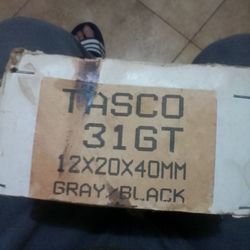 TASCO
31GT
12X20X40MM
GRAY/BLACK